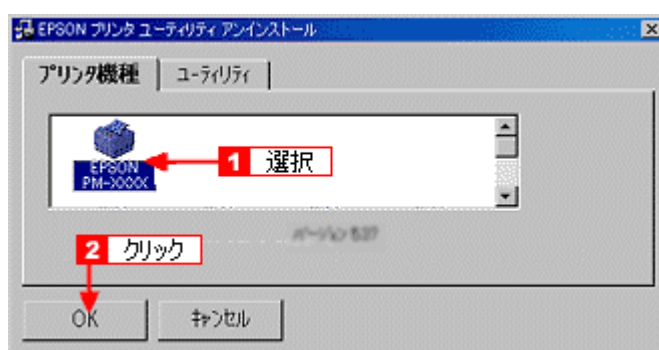 EPSON プリンタ ユーティリティ アンインストール
プリンタ機種 ユーティリティ
EPSON
PM-XXXX
1 選択
2 クリック
OK キャンセル